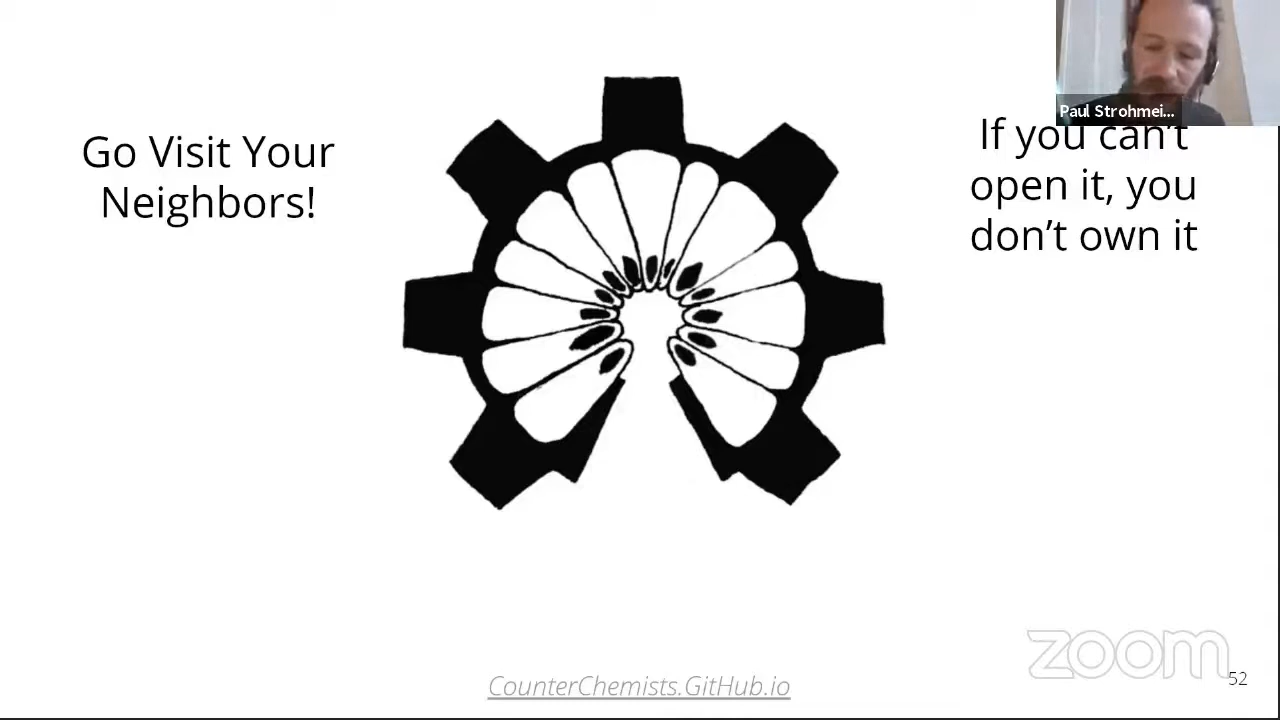 Go Visit Your
Neighbors!
Paul Strohmei...
If you can't
open it, you
don't own it
zoom
52
CounterChemists.GitHub.io